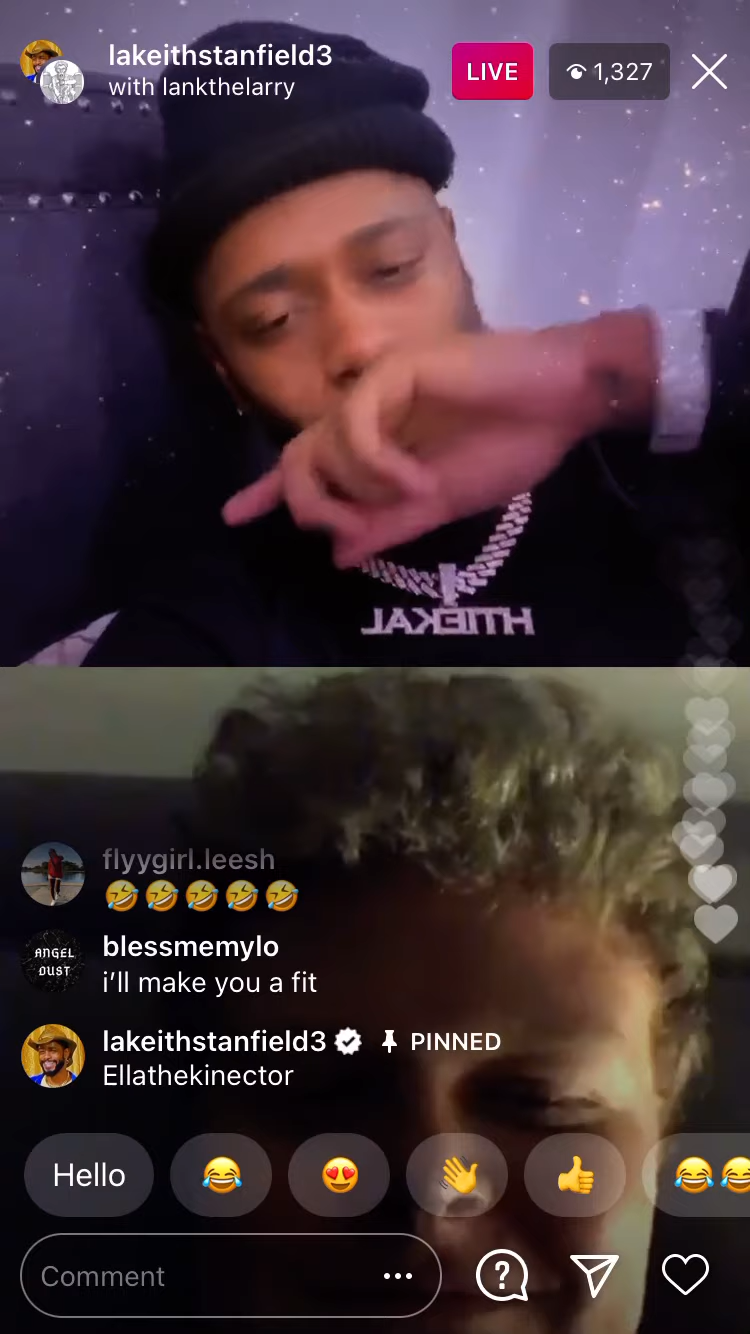 lakeithstanfield3
with lankthelarry
LIVE
1,327
LAKEITH
flyygirl.leesh
🤣🤣🤣🤣🤣
ANGEL
DUST
blessmemylo
i’ll make you a fit
lakeithstanfield3 PINNED
Ellathekinector
Hello 😂 😍 👋 👍 😂😂
Comment